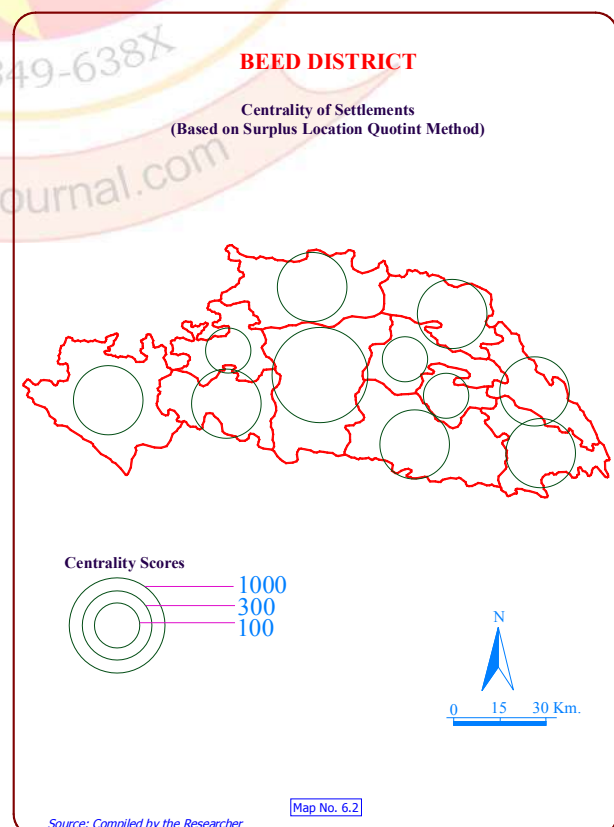 349-638X
ournal.com
BEED DISTRICT
Centrality of Settlements
(Based on Surplus Location Quotint Method)
Centrality Scores
1000
300
100
N
0 15 30 Km.
Map No. 6.2
Source: Compiled by the Researcher